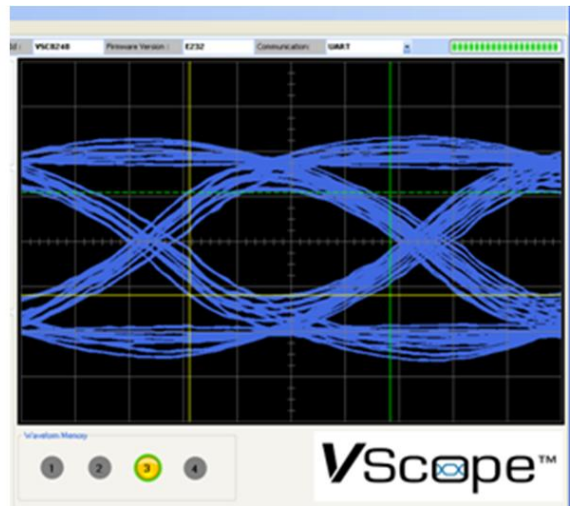 VSC8248 Firmware Version : E232 Communication: UART
Waveform Memory
1 2 3 4
VScope™